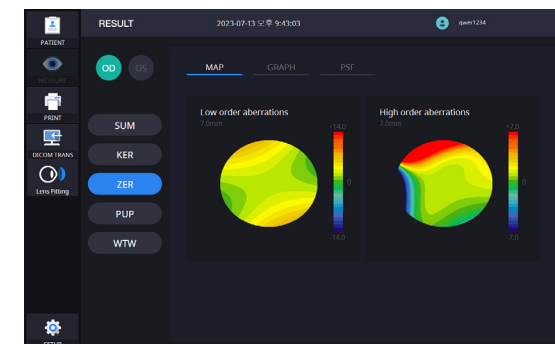 RESULT
2023-07-13 오후 9:43:03
qwer1234
PATIENT
MEASURE
PRINT
DICOM TRANS
Lens Fitting
OD
OS
SUM
KER
ZER
PUP
WTW
MAP
GRAPH
PSF
Low order aberrations
7.0mm
+14.0
0
-14.0
High order aberrations
7.0mm
+7.0
0
-7.0
SETUP